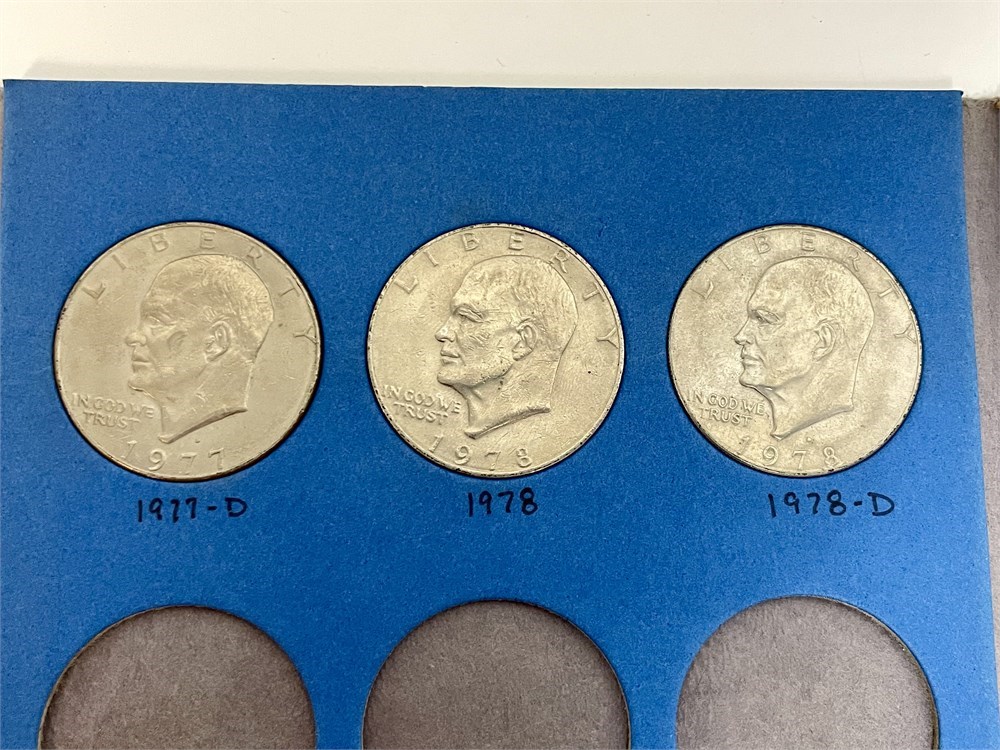 LIBERTY
IN GOD WE
TRUST
1977
1977-D
LIBERTY
IN GOD WE
TRUST
1978
1978
LIBERTY
IN GOD WE
TRUST
1978
1978-D